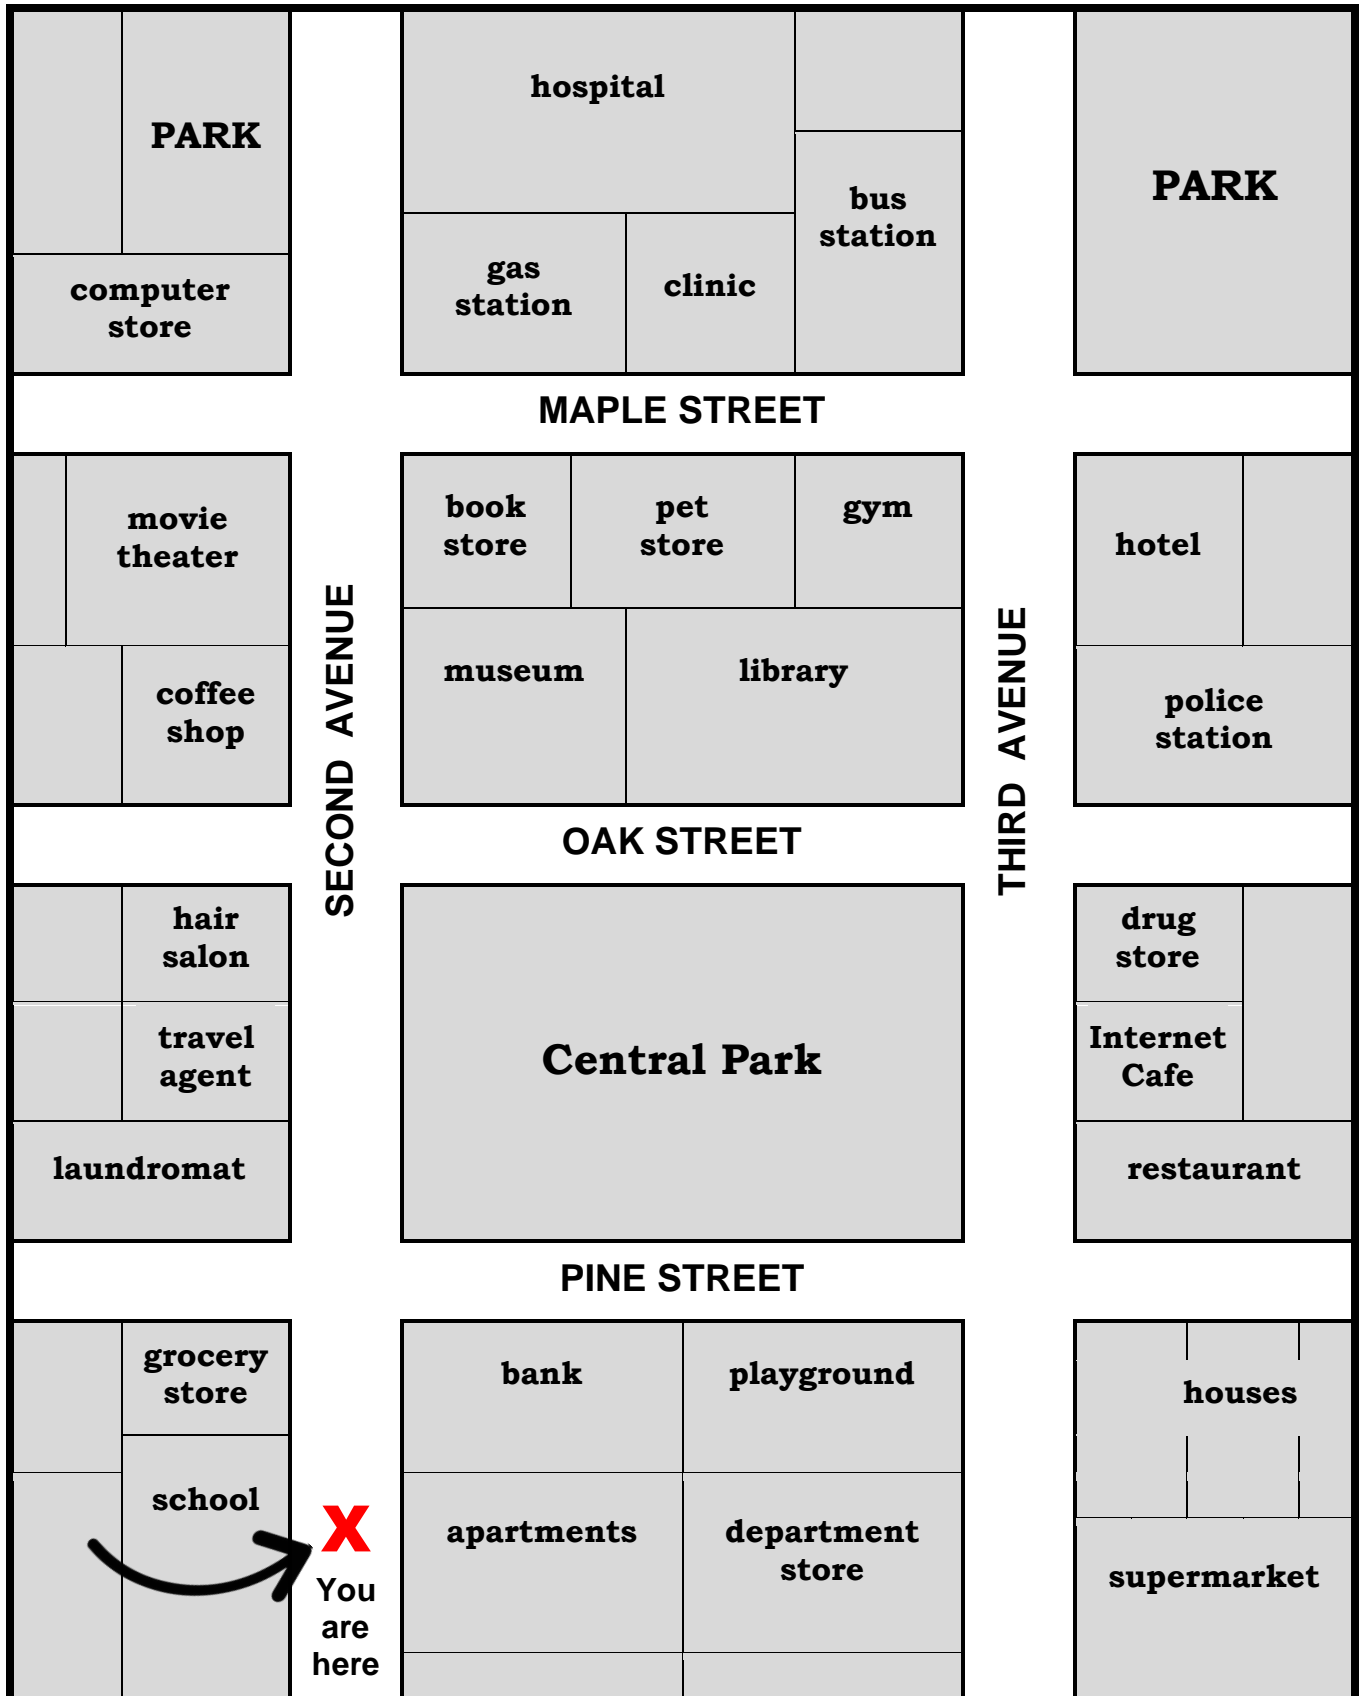 PARK
hospital
bus
station
PARK
computer
store
gas
station
clinic
MAPLE STREET
movie
theater
book
store
pet
store
gym
hotel
coffee
shop
museum
library
police
station
SECOND AVENUE
THIRD AVENUE
OAK STREET
hair
salon
travel
agent
laundromat
Central Park
drug
store
Internet
Cafe
restaurant
PINE STREET
grocery
store
school
bank
playground
houses
X
You
are
here
apartments
department
store
supermarket